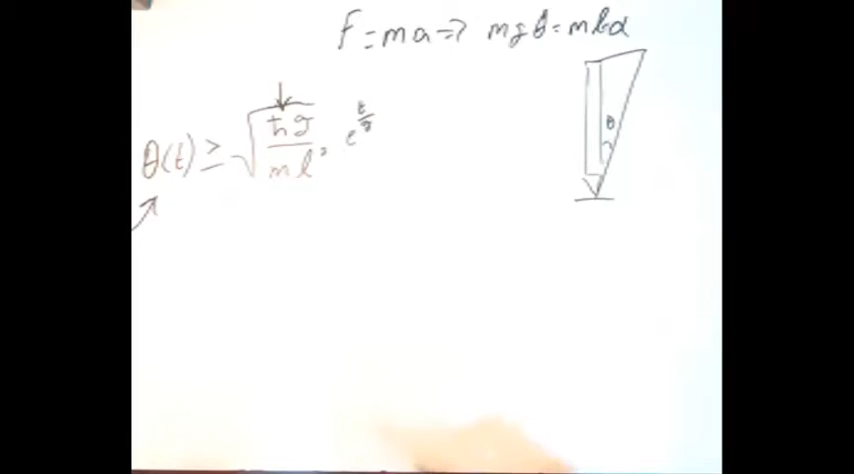 F = ma => mgθ = mlα
θ
θ(t) ≥ √(ħg / ml²) e^(t/g)